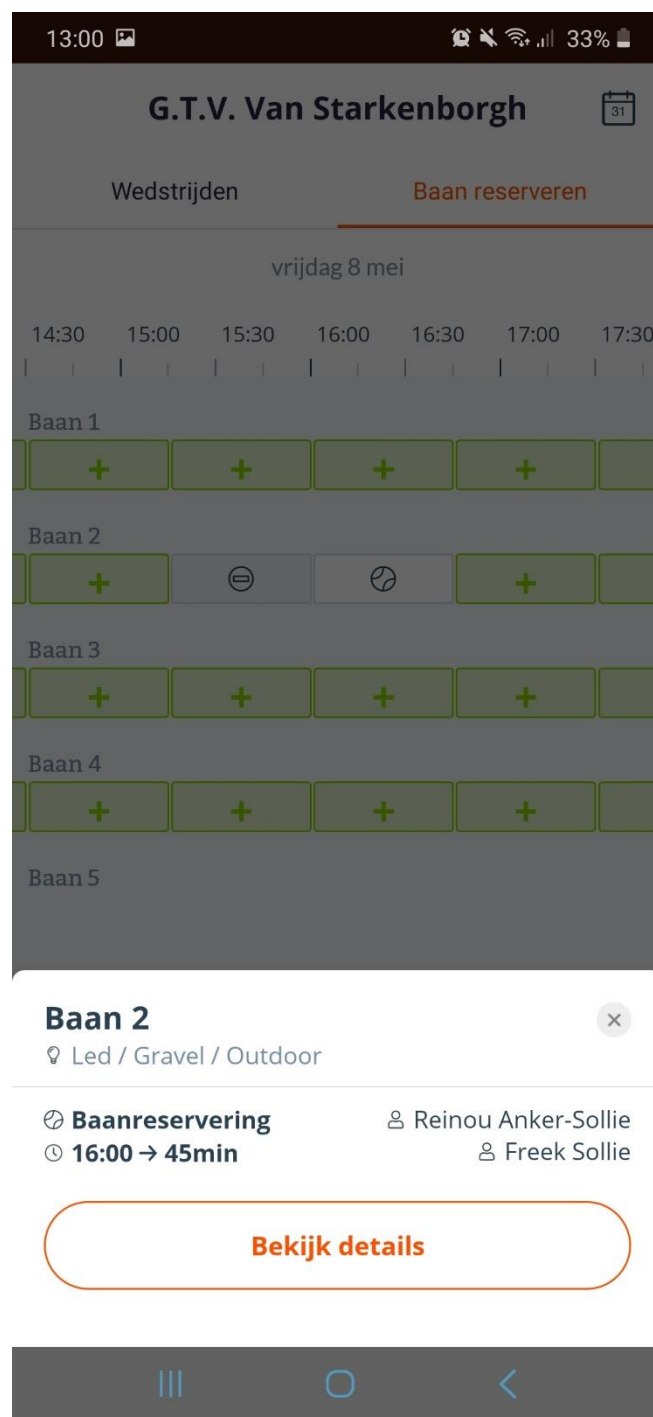 13:00 33%
G.T.V. Van Starkenborgh 31
Wedstrijden Baan reserveren
vrijdag 8 mei
14:30 15:00 15:30 16:00 16:30 17:00 17:30
Baan 1
+ + + +
Baan 2
+ +
Baan 3
+ + + +
Baan 4
+ + + +
Baan 5
Baan 2
Led / Gravel / Outdoor
Baanreservering Reinou Anker-Sollie
16:00 → 45min Freek Sollie
Bekijk details